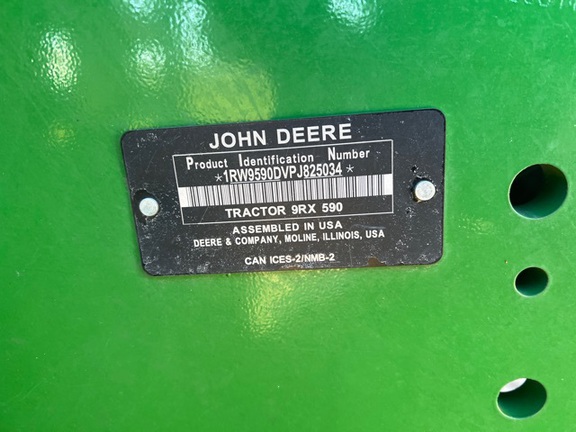 JOHN DEERE
Product Identification Number
*1RW9590DVPJ825034*
TRACTOR 9RX 590
ASSEMBLED IN USA
DEERE & COMPANY, MOLINE, ILLINOIS, USA
CAN ICES-2/NMB-2